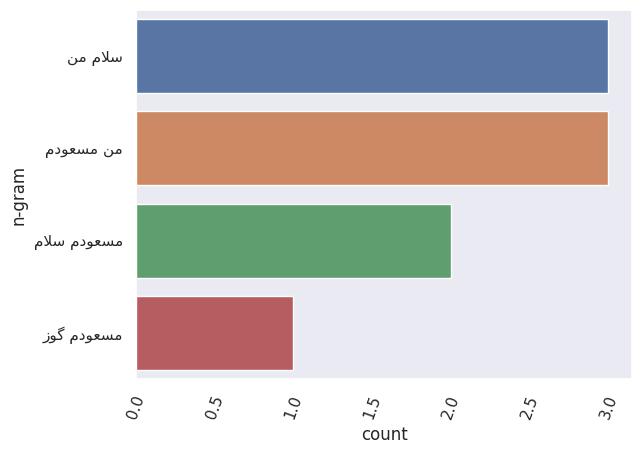 سلام من
من مسعودم
مسعودم سلام
مسعودم گوز
n-gram
0.0
0.5
1.0
1.5
2.0
2.5
3.0
count